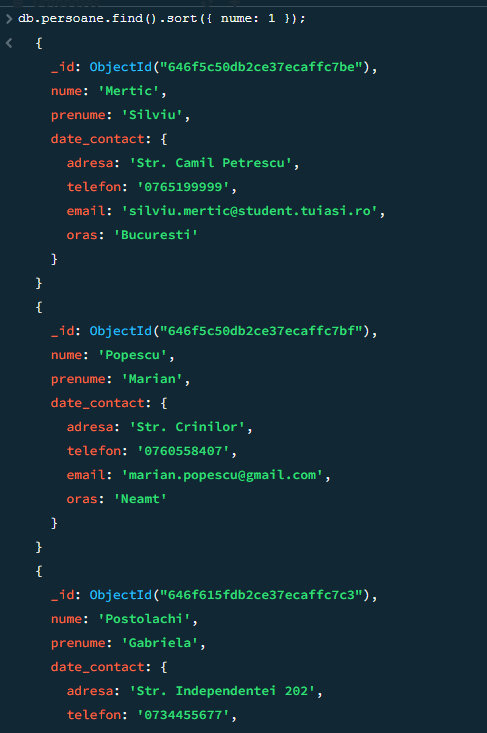 db.persoane.find().sort({ nume: 1 });
{
_id: ObjectId("646f5c50db2ce37ecaffc7be"),
nume: 'Mertic',
prenume: 'Silviu',
date_contact: {
adresa: 'Str. Camil Petrescu',
telefon: '0765199999',
email: 'silviu.mertic@student.tuiasi.ro',
oras: 'Bucuresti'
}
}
{
_id: ObjectId("646f5c50db2ce37ecaffc7bf"),
nume: 'Popescu',
prenume: 'Marian',
date_contact: {
adresa: 'Str. Crinilor',
telefon: '0760558407',
email: 'marian.popescu@gmail.com',
oras: 'Neamt'
}
}
{
_id: ObjectId("646f615fdb2ce37ecaffc7c3"),
nume: 'Postolachi',
prenume: 'Gabriela',
date_contact: {
adresa: 'Str. Independentei 202',
telefon: '0734455677',